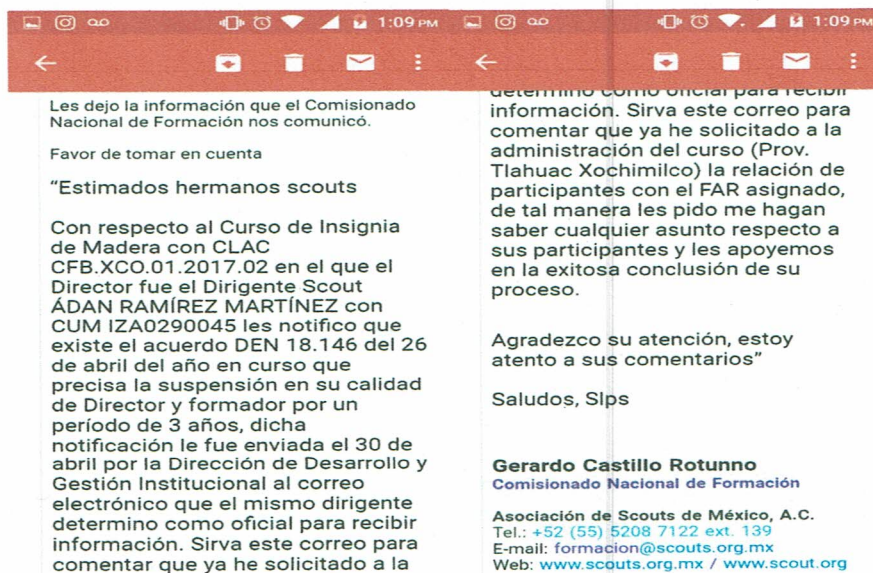 1:09 PM
Les dejo la información que el Comisionado
Nacional de Formación nos comunicó.
Favor de tomar en cuenta
“Estimados hermanos scouts
Con respecto al Curso de Insignia
de Madera con CLAC
CFB.XCO.01.2017.02 en el que el
Director fue el Dirigente Scout
ÁDAN RAMÍREZ MARTÍNEZ con
CUM IZA0290045 les notifico que
existe el acuerdo DEN 18.146 del 26
de abril del año en curso que
precisa la suspensión en su calidad
de Director y formador por un
período de 3 años, dicha
notificación le fue enviada el 30 de
abril por la Dirección de Desarrollo y
Gestión Institucional al correo
electrónico que el mismo dirigente
determino como oficial para recibir
información. Sirva este correo para
comentar que ya he solicitado a la
1:09 PM
determino como oficial para recibir
información. Sirva este correo para
comentar que ya he solicitado a la
administración del curso (Prov.
Tlahuac Xochimilco) la relación de
participantes con el FAR asignado,
de tal manera les pido me hagan
saber cualquier asunto respecto a
sus participantes y les apoyemos
en la exitosa conclusión de su
proceso.
Agradezco su atención, estoy
atento a sus comentarios”
Saludos, Slps
Gerardo Castillo Rotunno
Comisionado Nacional de Formación
Asociación de Scouts de México, A.C.
Tel.: +52 (55) 5208 7122 ext. 139
E-mail: formacion@scouts.org.mx
Web: www.scouts.org.mx / www.scout.org